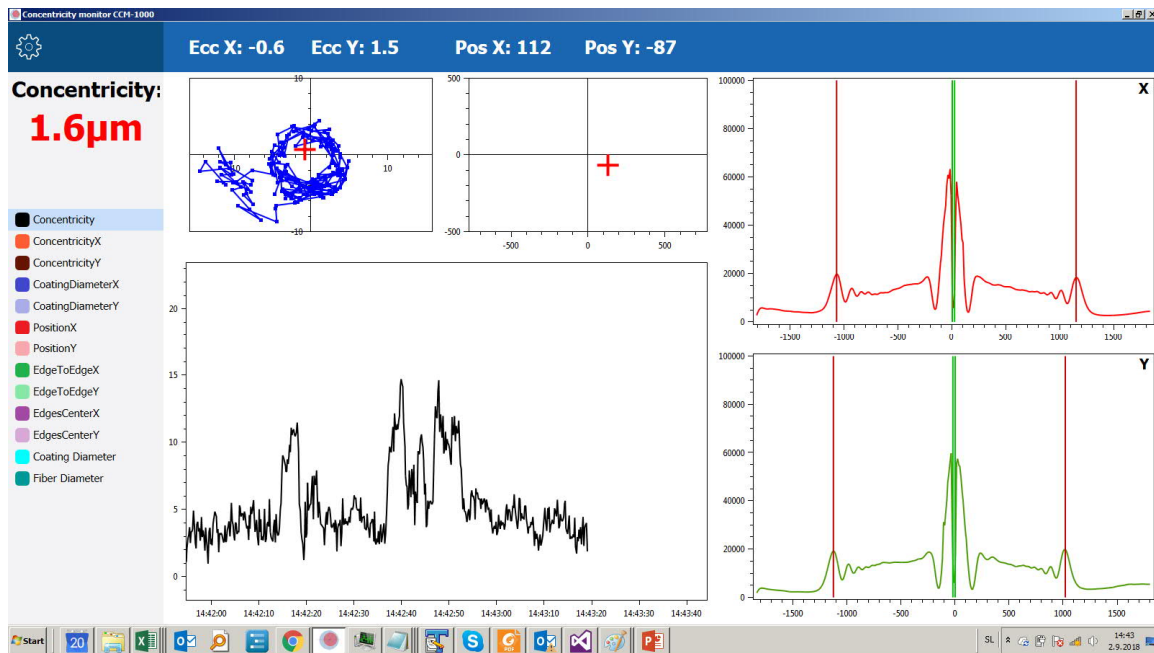 Concentricity monitor CCM-1000
Ecc X: -0.6 Ecc Y: 1.5 Pos X: 112 Pos Y: -87
Concentricity:
1.6µm
Concentricity
ConcentricityX
ConcentricityY
CoatingDiameterX
CoatingDiameterY
PositionX
PositionY
EdgeToEdgeX
EdgeToEdgeY
EdgesCenterX
EdgesCenterY
Coating Diameter
Fiber Diameter
10
-10 10
-10
500
0
-500
-500 0 500
20
15
10
5
0
14:42:00 14:42:10 14:42:20 14:42:30 14:42:40 14:42:50 14:43:00 14:43:10 14:43:20 14:43:30 14:43:40
X
100000
80000
60000
40000
20000
0
-1500 -1000 -500 0 500 1000 1500
Y
100000
80000
60000
40000
20000
0
-1500 -1000 -500 0 500 1000 1500
Start 20 SL 14:43
2.9.2018